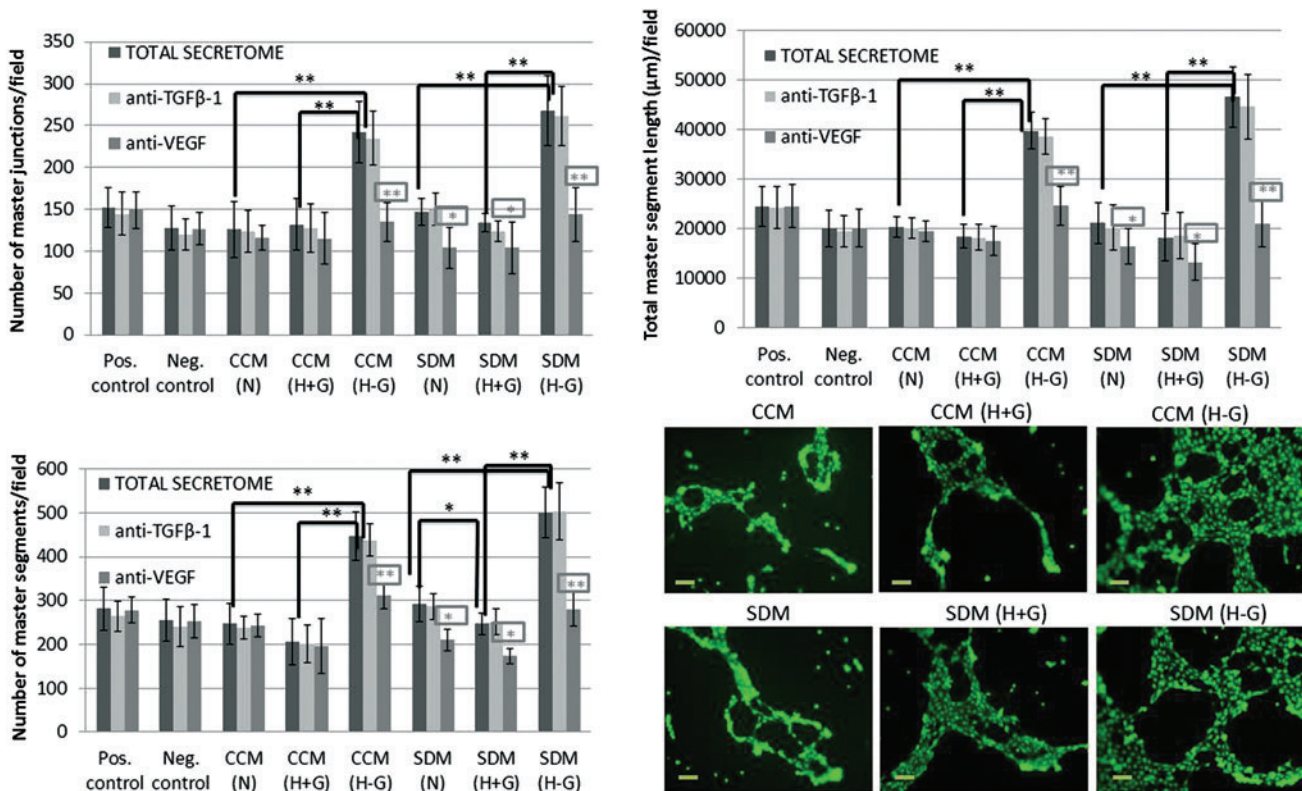 Number of master junctions/field
350
300
250
200
150
100
50
0
TOTAL SECRETOME
anti-TGFβ-1
anti-VEGF
**
**
**
**
**
*
*
**
Pos. control
Neg. control
CCM (N)
CCM (H+G)
CCM (H-G)
SDM (N)
SDM (H+G)
SDM (H-G)
Total master segment length (μm)/field
60000
50000
40000
30000
20000
10000
0
TOTAL SECRETOME
anti-TGFβ-1
anti-VEGF
**
**
**
**
**
*
*
**
Pos. control
Neg. control
CCM (N)
CCM (H+G)
CCM (H-G)
SDM (N)
SDM (H+G)
SDM (H-G)
Number of master segments/field
600
500
400
300
200
100
0
TOTAL SECRETOME
anti-TGFβ-1
anti-VEGF
**
**
**
**
*
**
*
*
**
Pos. control
Neg. control
CCM (N)
CCM (H+G)
CCM (H-G)
SDM (N)
SDM (H+G)
SDM (H-G)
CCM
CCM (H+G)
CCM (H-G)
SDM
SDM (H+G)
SDM (H-G)